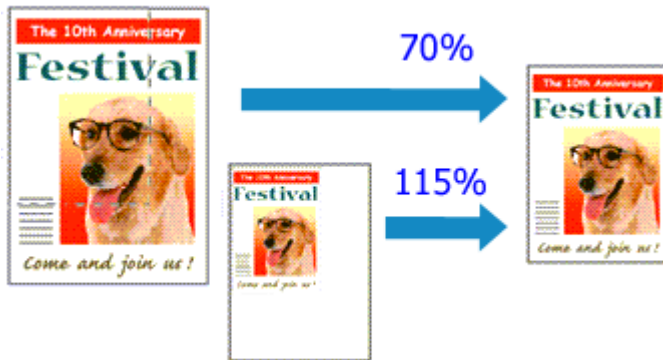 The 10th Anniversary
Festival
Come and join us!
70%
The 10th Anniversary
Festival
Come and join us!
The 10th Anniversary
Festival
Come and join us!
115%